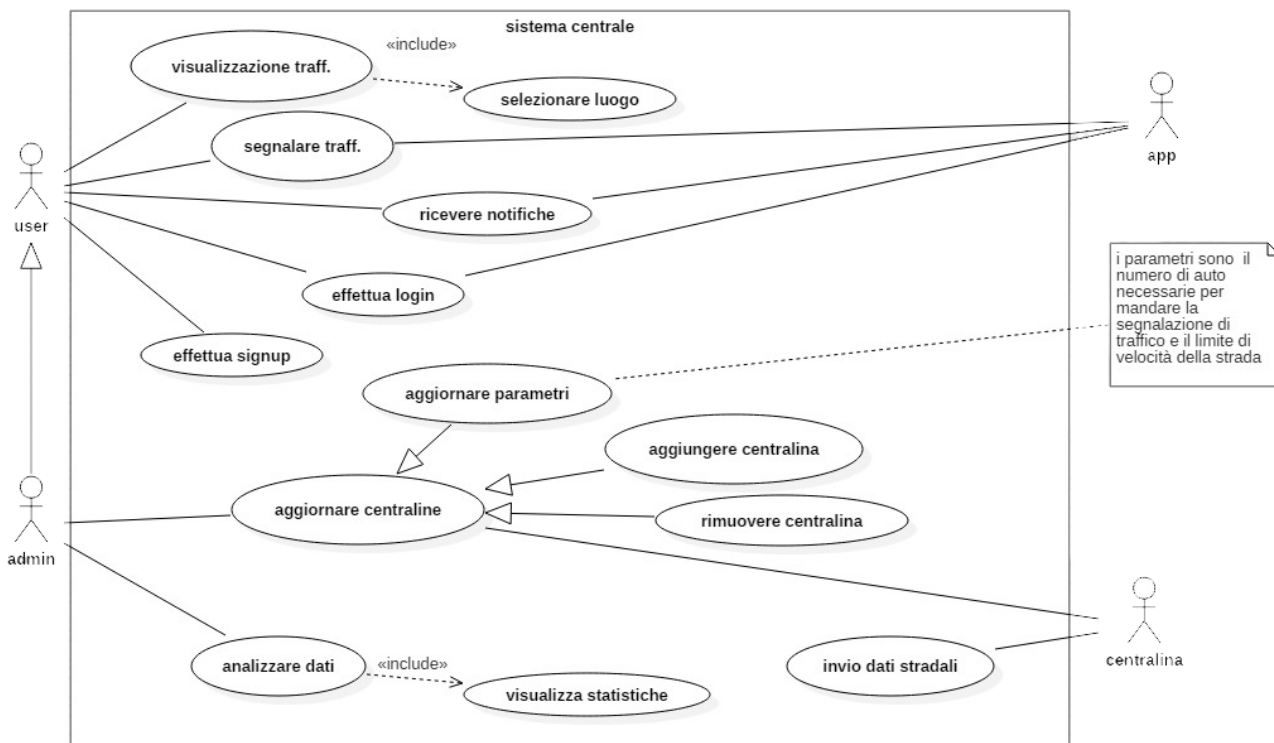 sistema centrale
«include»
visualizzazione traff.
selezionare luogo
segnalare traff.
app
user
ricevere notifiche
i parametri sono il
numero di auto
necessarie per
mandare la
segnalazione di
traffico e il limite di
velocità della strada
effettua login
effettua signup
aggiornare parametri
aggiungere centralina
aggiornare centraline
rimuovere centralina
admin
analizzare dati
«include»
visualizza statistiche
invio dati stradali
centralina